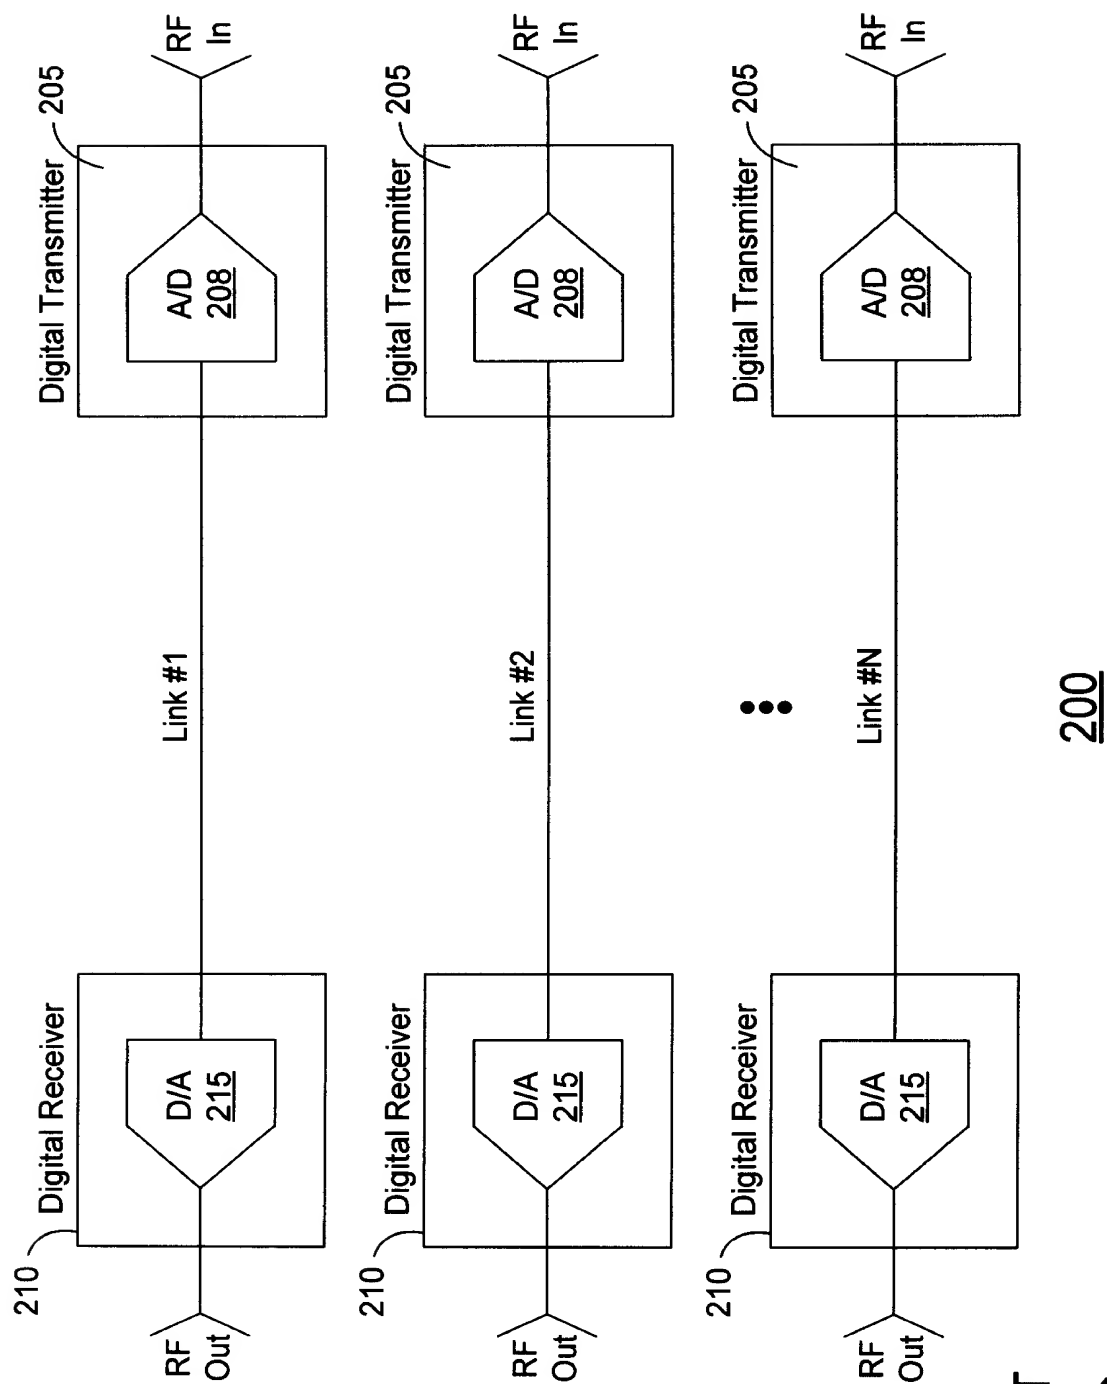 210
Digital Receiver
RF
Out
D/A
215
Link #1
Digital Transmitter
205
A/D
208
RF
In
210
Digital Receiver
RF
Out
D/A
215
Link #2
Digital Transmitter
205
A/D
208
RF
In
210
Digital Receiver
RF
Out
D/A
215
Link #N
Digital Transmitter
205
A/D
208
RF
In
200